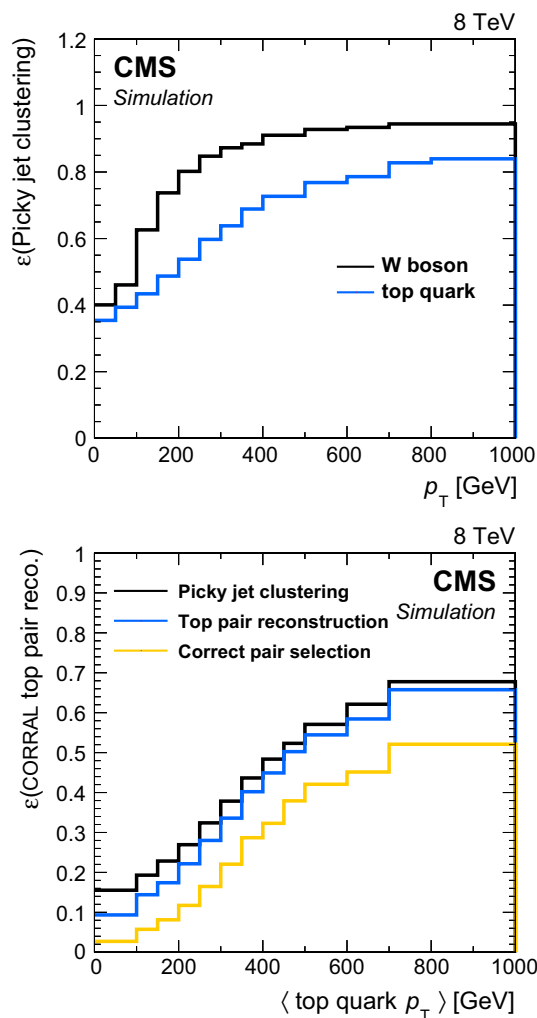 8 TeV
1.2
CMS
Simulation
1
0.8
0.6
W boson
top quark
0.4
0.2
0
0 200 400 600 800 1000
ε(Picky jet clustering)
p_T [GeV]
8 TeV
1
CMS
Picky jet clustering
0.9
Simulation
Top pair reconstruction
0.8
Correct pair selection
0.7
0.6
0.5
0.4
0.3
0.2
0.1
0
0 200 400 600 800 1000
ε(CORRAL top pair reco.)
⟨ top quark p_T ⟩ [GeV]